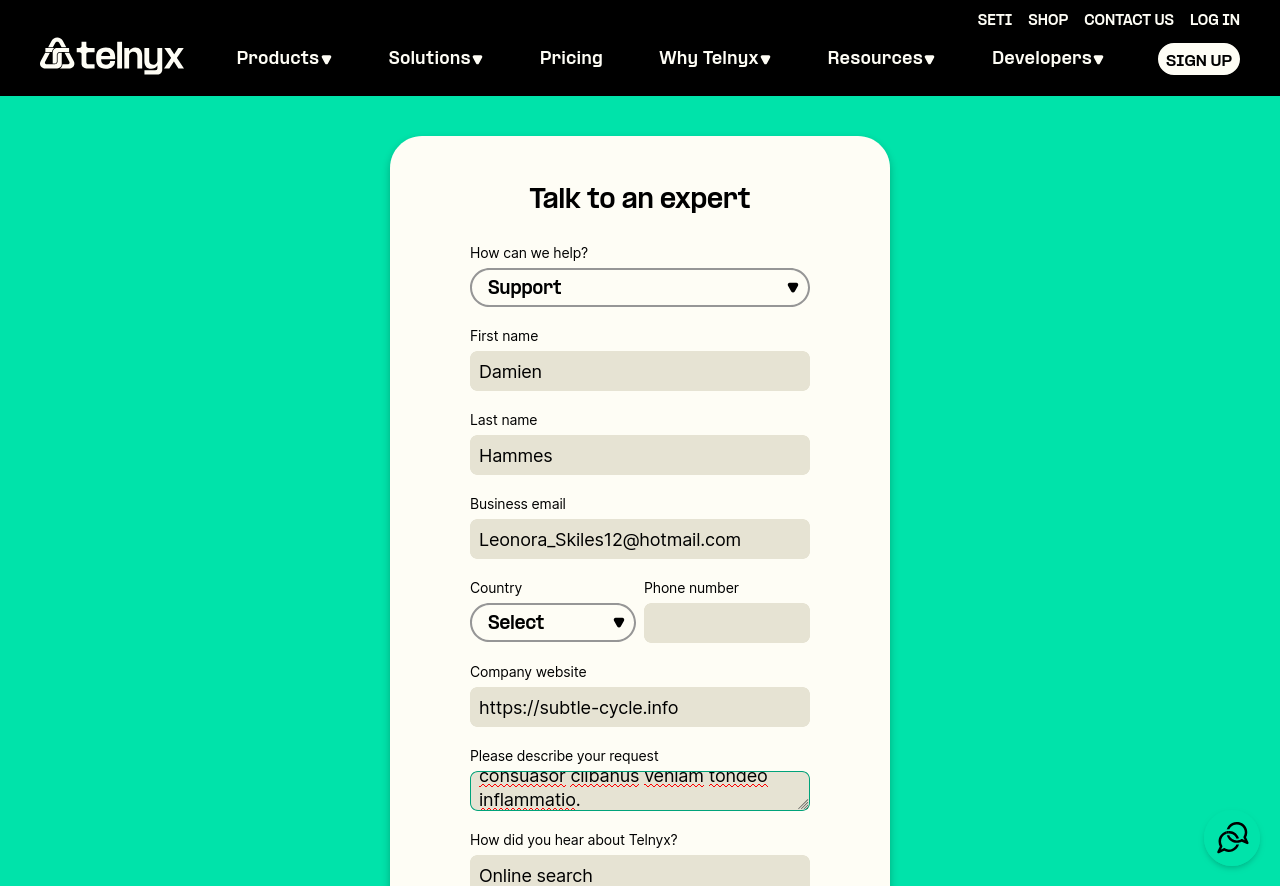 SETI SHOP CONTACT US LOG IN
telnyx Products Solutions Pricing Why Telnyx Resources Developers SIGN UP
Talk to an expert
How can we help?
Support
First name
Damien
Last name
Hammes
Business email
Leonora_Skiles12@hotmail.com
Country Phone number
Select
Company website
https://subtle-cycle.info
Please describe your request
consuasor clibanus veniam tondeo
inflammatio.
How did you hear about Telnyx?
Online search